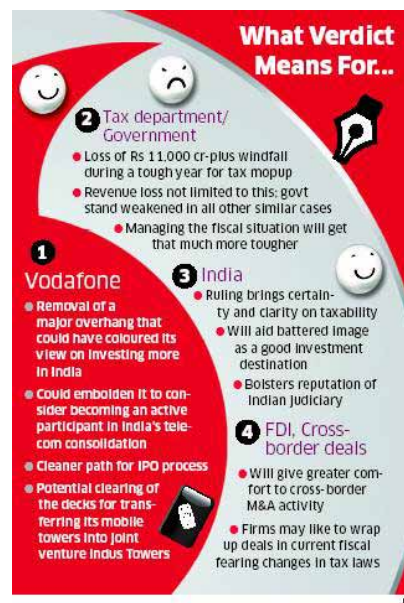 What Verdict
Means For...
2 Tax department/
Government
Loss of Rs 11,000 cr-plus windfall
during a tough year for tax mopup
Revenue loss not limited to this; govt
stand weakened in all other similar cases
Managing the fiscal situation will get
that much more tougher
1
Vodafone
Removal of a
major overhang that
could have coloured its
view on investing more
in India
Could embolden it to con-
sider becoming an active
participant in India's tele-
com consolidation
Cleaner path for IPO process
Potential clearing of
the decks for trans-
ferring its mobile
towers into joint
venture Indus Towers
3 India
Ruling brings certain-
ty and clarity on taxability
Will aid battered image
as a good investment
destination
Bolsters reputation of
Indian judiciary
4 FDI, Cross-
border deals
Will give greater com-
fort to cross-border
M&A activity
Firms may like to wrap
up deals in current fiscal
fearing changes in tax laws